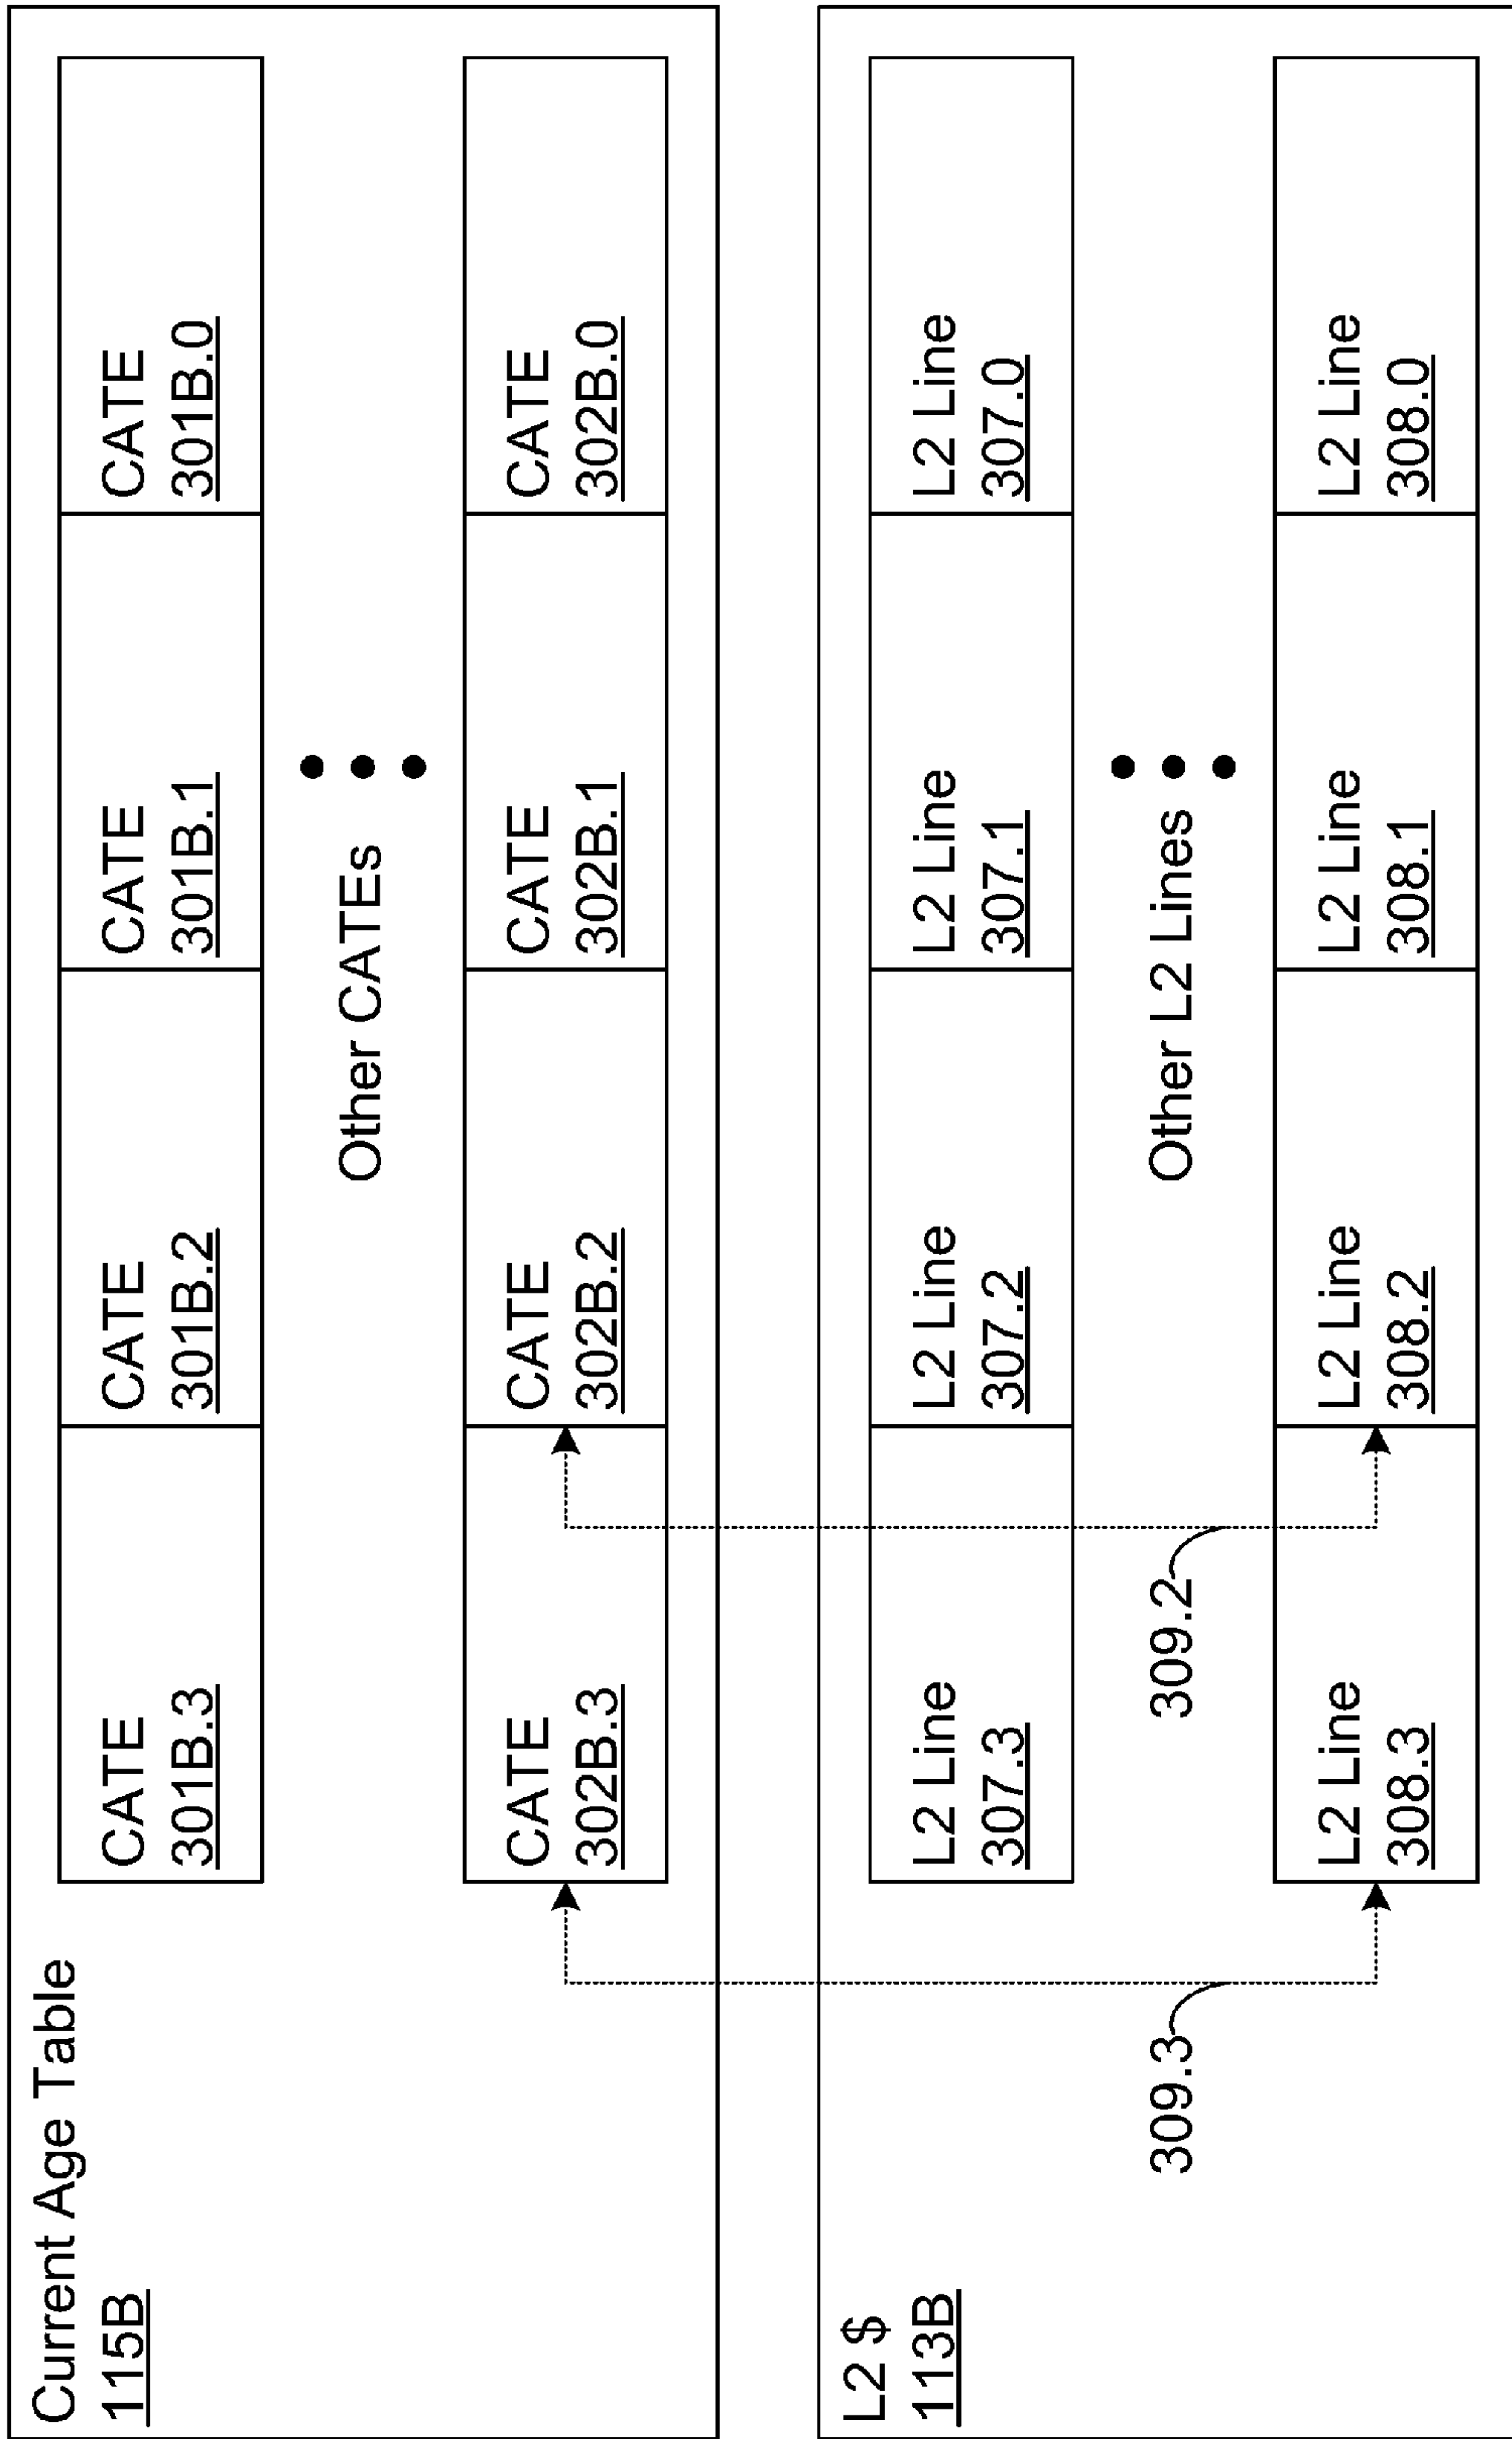 Current Age Table
115B
CATE
301B.3
CATE
301B.2
CATE
301B.1
CATE
301B.0
Other CATEs
CATE
302B.3
CATE
302B.2
CATE
302B.1
CATE
302B.0
L2 $
113B
L2 Line
307.3
L2 Line
307.2
L2 Line
307.1
L2 Line
307.0
309.3
309.2
Other L2 Lines
L2 Line
308.3
L2 Line
308.2
L2 Line
308.1
L2 Line
308.0